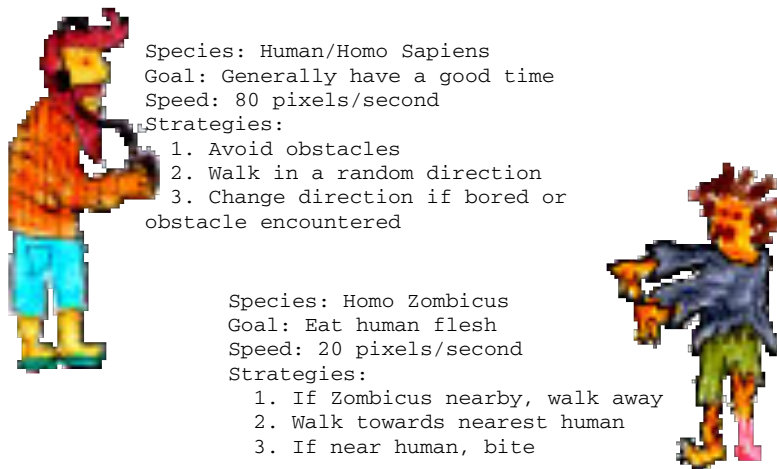 Species: Human/Homo Sapiens
Goal: Generally have a good time
Speed: 80 pixels/second
Strategies:
1. Avoid obstacles
2. Walk in a random direction
3. Change direction if bored or
obstacle encountered
Species: Homo Zombicus
Goal: Eat human flesh
Speed: 20 pixels/second
Strategies:
1. If Zombicus nearby, walk away
2. Walk towards nearest human
3. If near human, bite